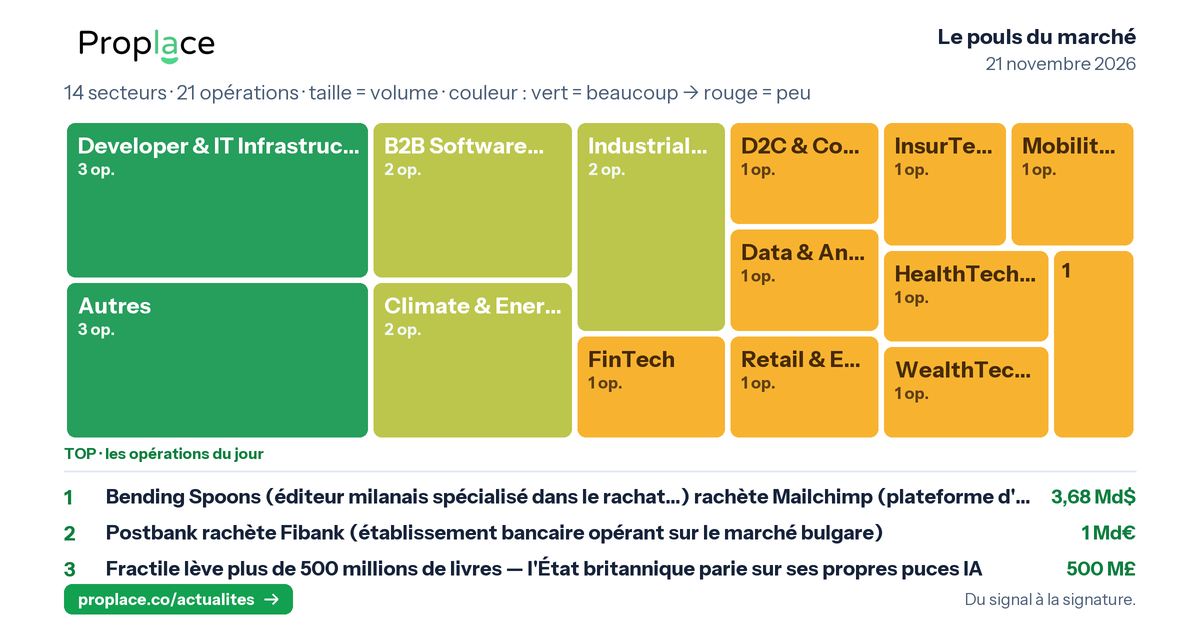 Proplace
Le pouls du marché
21 novembre 2026
14 secteurs · 21 opérations · taille = volume · couleur : vert = beaucoup → rouge = peu
Developer & IT Infrastruc...
3 op.
B2B Software...
2 op.
Industrial...
2 op.
D2C & Co...
1 op.
InsurTe...
1 op.
Mobilit...
1 op.
Data & An...
1 op.
HealthTech...
1 op.
1
Autres
3 op.
Climate & Ener...
2 op.
FinTech
1 op.
Retail & E...
1 op.
WealthTec...
1 op.
TOP · les opérations du jour
1 Bending Spoons (éditeur milanais spécialisé dans le rachat...) rachète Mailchimp (plateforme d'... 3,68 Md$
2 Postbank rachète Fibank (établissement bancaire opérant sur le marché bulgare) 1 Md€
3 Fractile lève plus de 500 millions de livres — l'État britannique parie sur ses propres puces IA 500 M£
proplace.co/actualites →
Du signal à la signature.